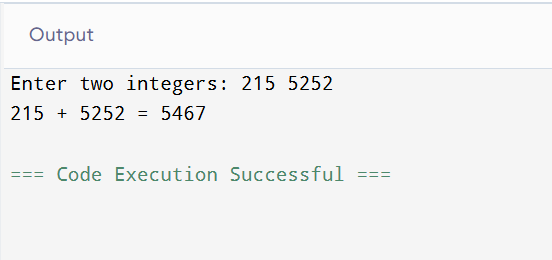 Output
Enter two integers: 215 5252
215 + 5252 = 5467
=== Code Execution Successful ===